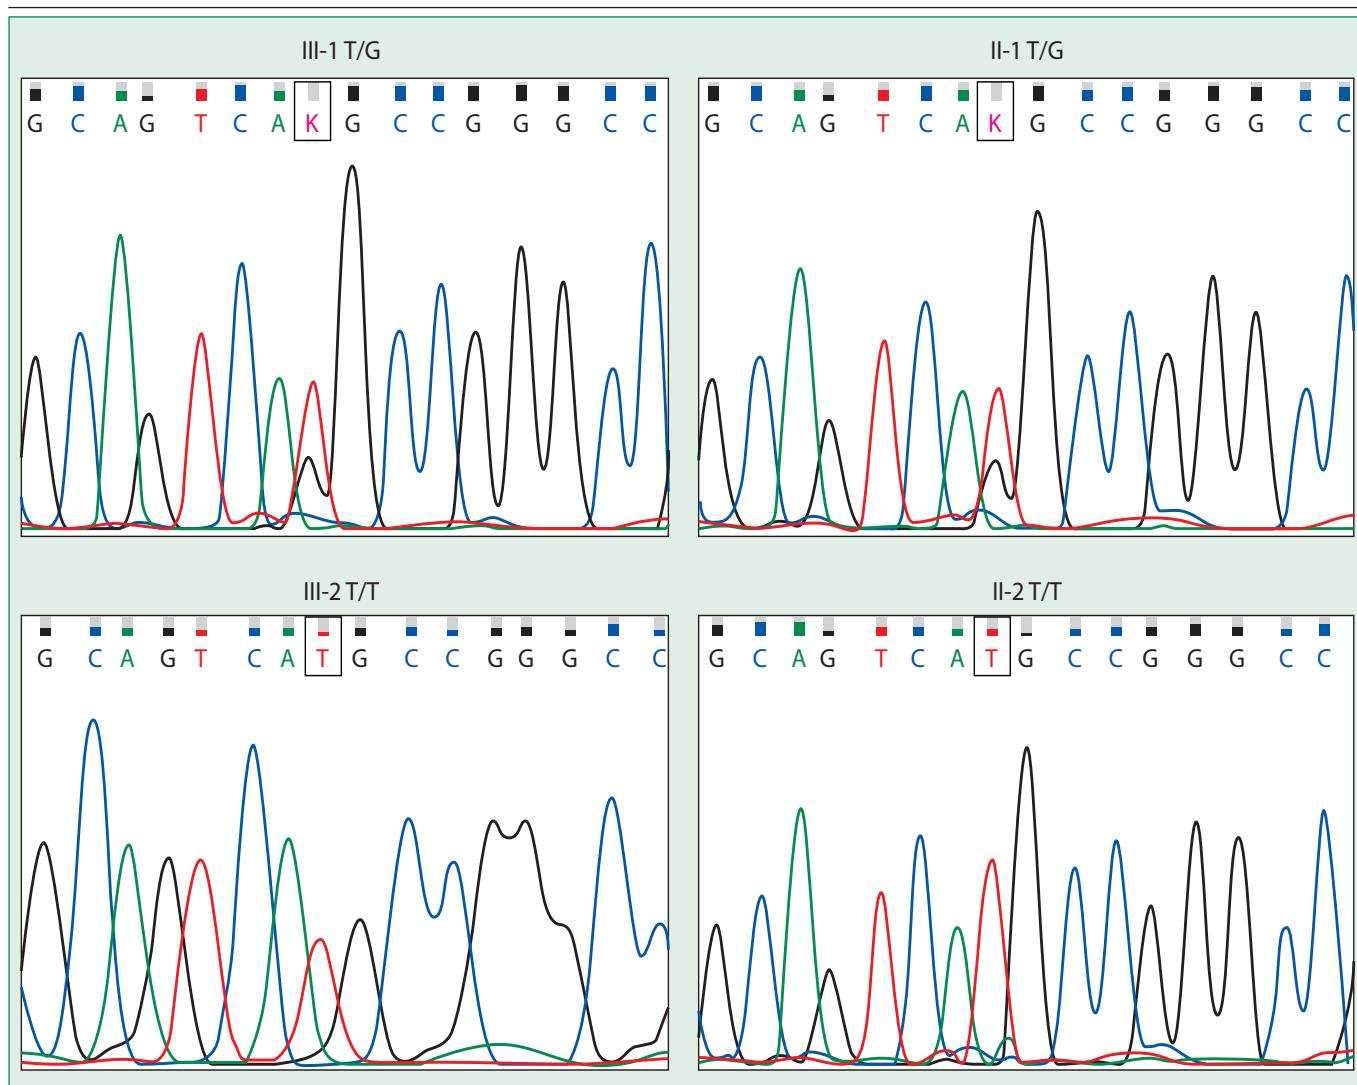 III-1 T/G
G C A G T C A K G C C G G G C C
II-1 T/G
G C A G T C A K G C C G G G C C
III-2 T/T
G C A G T C A T G C C G G G C C
II-2 T/T
G C A G T C A T G C C G G G C C